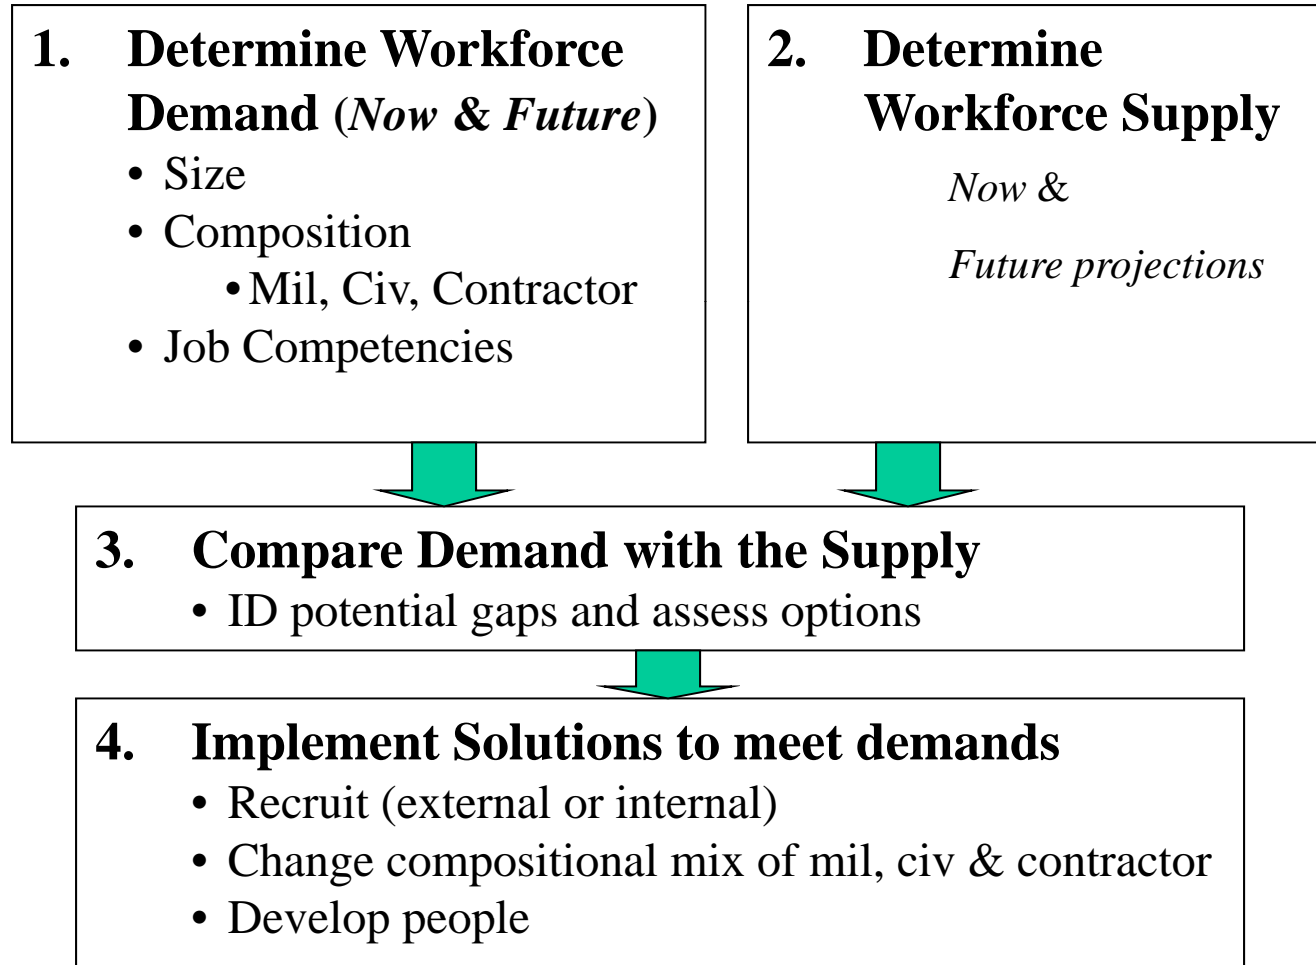 1. Determine Workforce
Demand (Now & Future)
• Size
• Composition
• Mil, Civ, Contractor
• Job Competencies
2. Determine
Workforce Supply
Now &
Future projections
3. Compare Demand with the Supply
• ID potential gaps and assess options
4. Implement Solutions to meet demands
• Recruit (external or internal)
• Change compositional mix of mil, civ & contractor
• Develop people